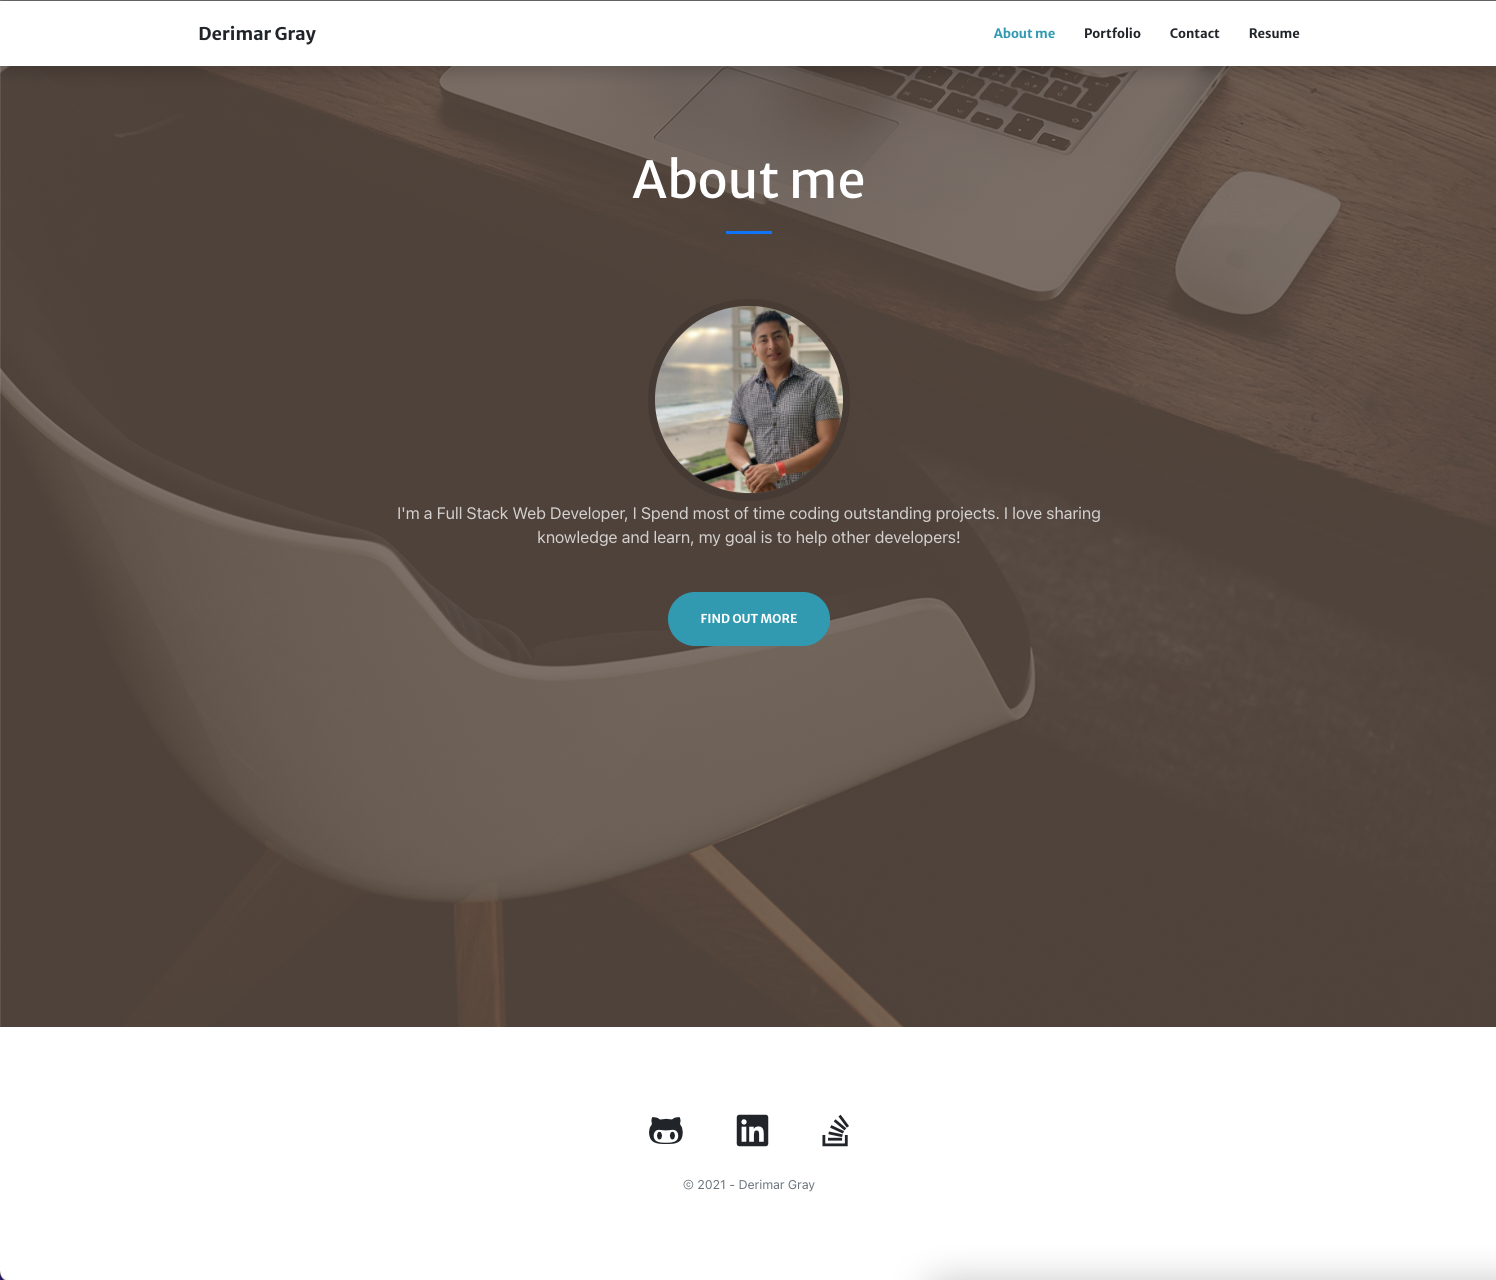 Derimar Gray
About me
Portfolio
Contact
Resume
About me
I'm a Full Stack Web Developer, I Spend most of time coding outstanding projects. I love sharing
knowledge and learn, my goal is to help other developers!
FIND OUT MORE
in
© 2021 - Derimar Gray